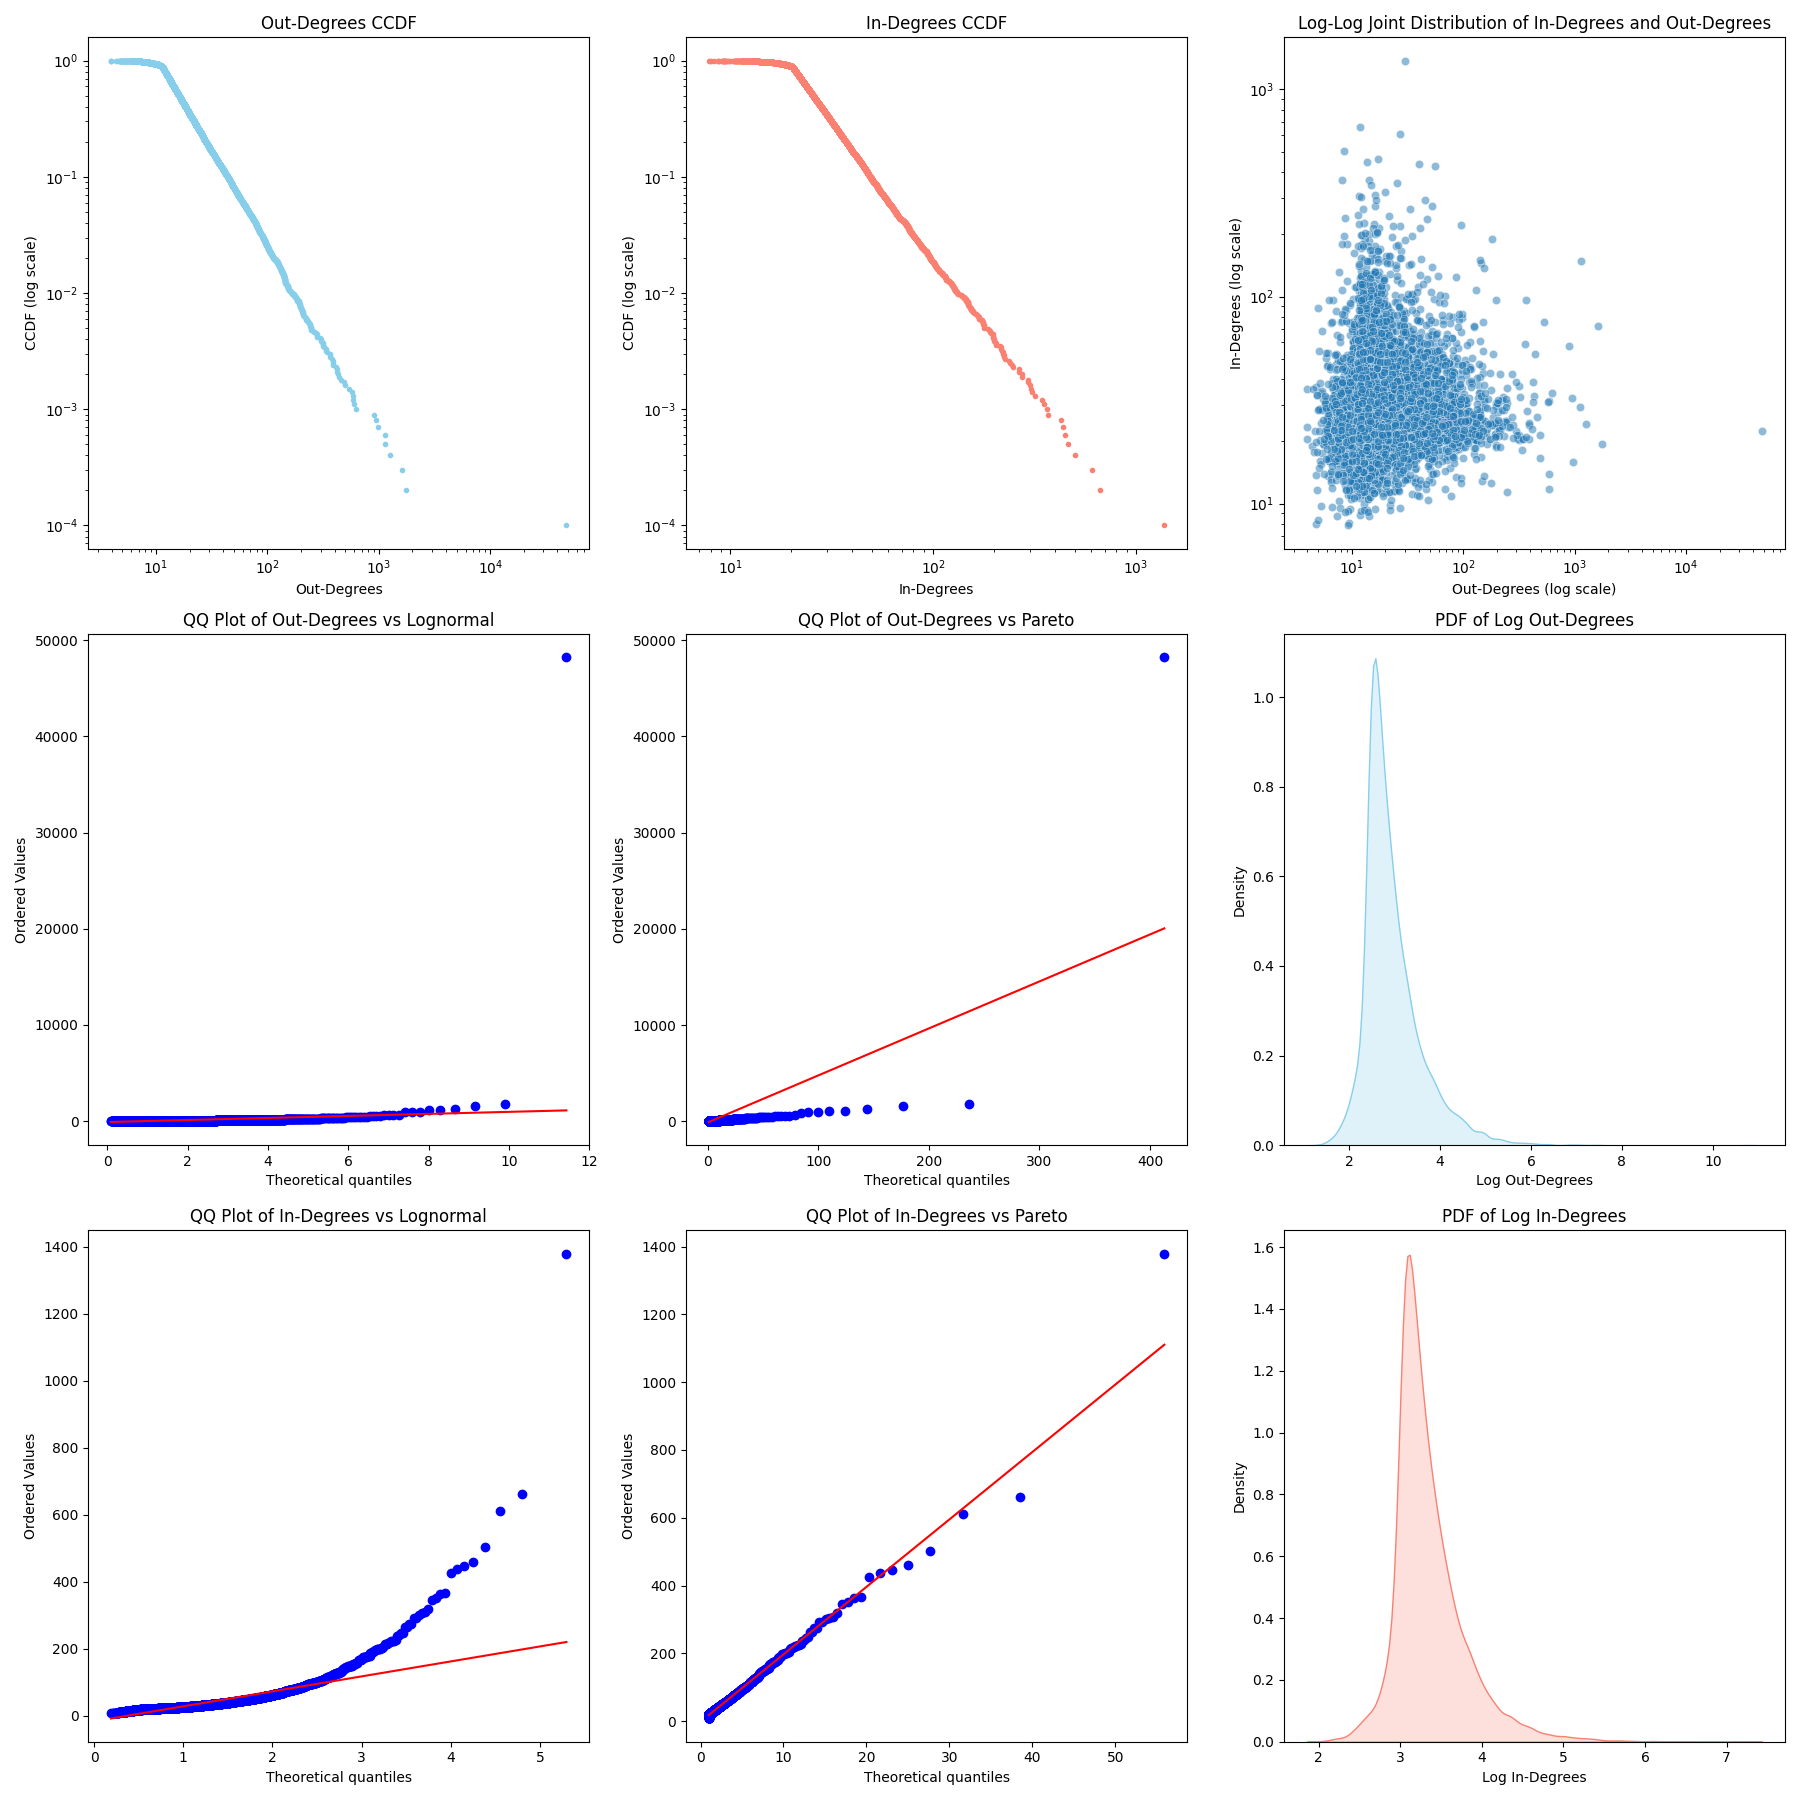 Out-Degrees CCDF
10^0
10^-1
10^-2
10^-3
10^-4
CCDF (log scale)
10^1 10^2 10^3 10^4
Out-Degrees
In-Degrees CCDF
10^0
10^-1
10^-2
10^-3
10^-4
CCDF (log scale)
10^1 10^2 10^3
In-Degrees
Log-Log Joint Distribution of In-Degrees and Out-Degrees
10^3
10^2
10^1
In-Degrees (log scale)
10^1 10^2 10^3 10^4
Out-Degrees (log scale)
QQ Plot of Out-Degrees vs Lognormal
50000
40000
30000
20000
10000
0
Ordered Values
0 2 4 6 8 10 12
Theoretical quantiles
QQ Plot of Out-Degrees vs Pareto
50000
40000
30000
20000
10000
0
Ordered Values
0 100 200 300 400
Theoretical quantiles
PDF of Log Out-Degrees
1.0
0.8
0.6
0.4
0.2
0.0
Density
2 4 6 8 10
Log Out-Degrees
QQ Plot of In-Degrees vs Lognormal
1400
1200
1000
800
600
400
200
0
Ordered Values
0 1 2 3 4 5
Theoretical quantiles
QQ Plot of In-Degrees vs Pareto
1400
1200
1000
800
600
400
200
0
Ordered Values
0 10 20 30 40 50
Theoretical quantiles
PDF of Log In-Degrees
1.6
1.4
1.2
1.0
0.8
0.6
0.4
0.2
0.0
Density
2 3 4 5 6 7
Log In-Degrees